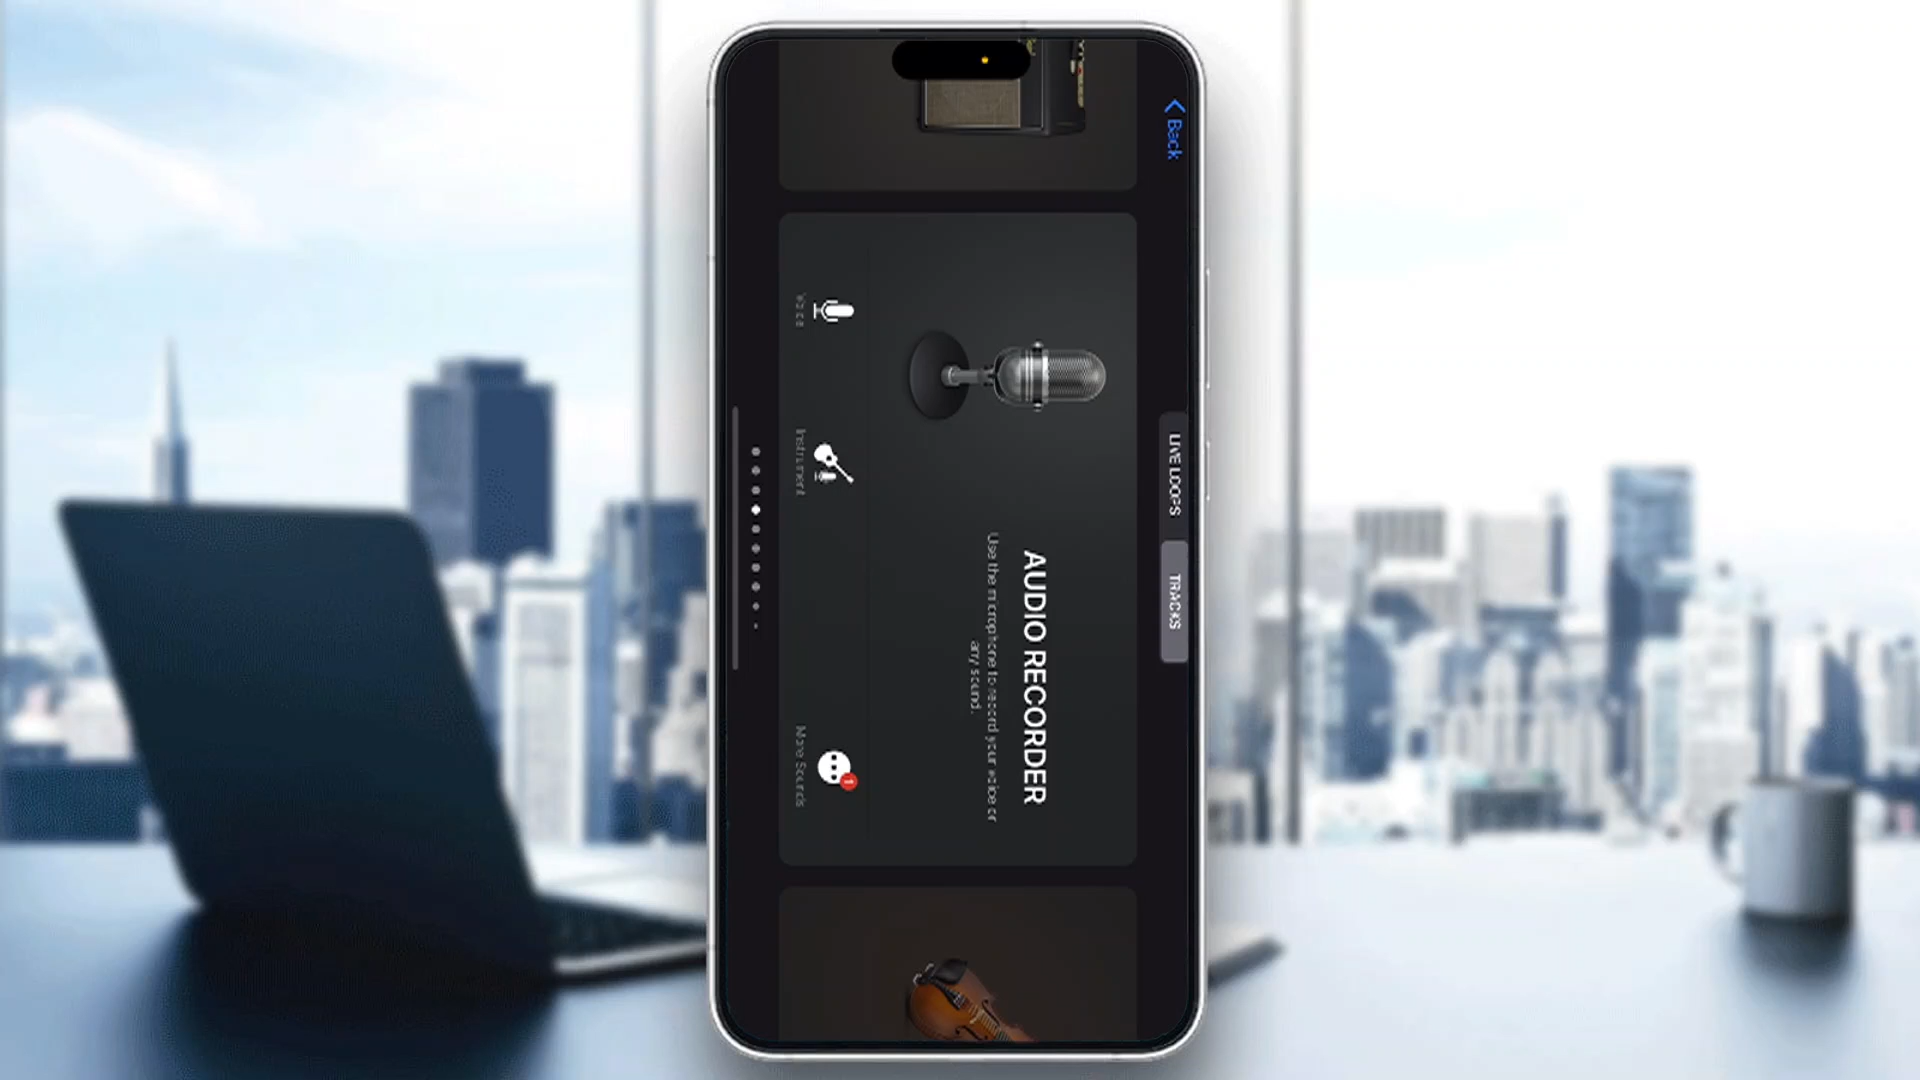 Back
LIVE LOOPS
TRACKS
AUDIO RECORDER
Use the microphone to record your voice or
any sound.
Voice
Instrument
More Sounds
1